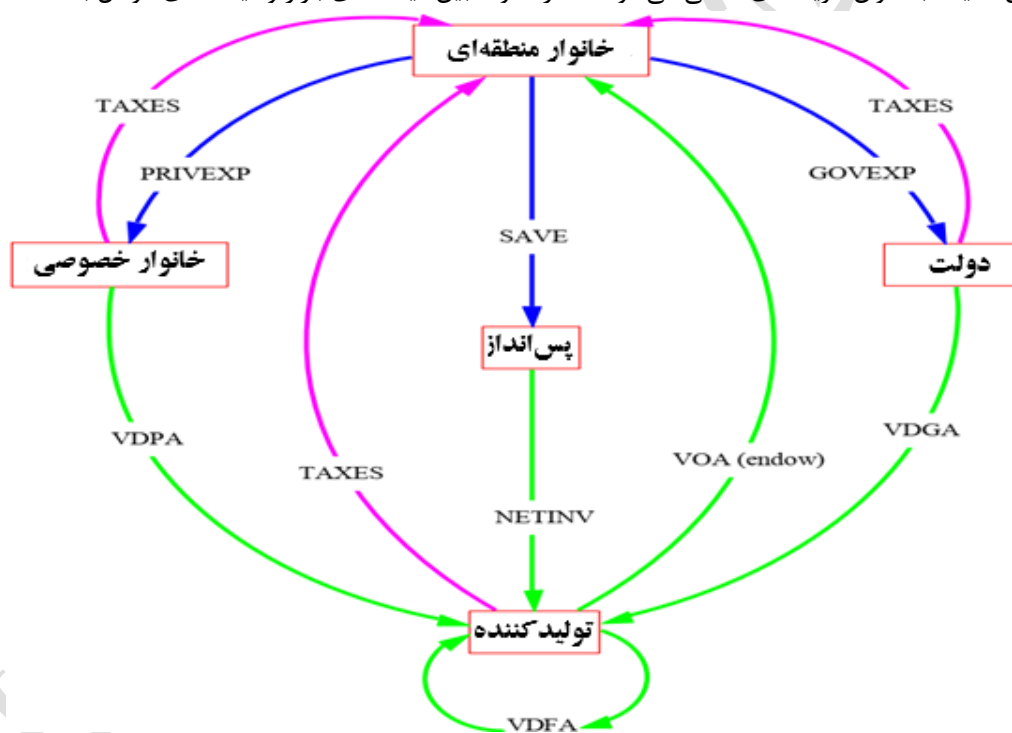 خانوار منطقه‌ای
TAXES
TAXES
PRIVEXP
GOVEXP
SAVE
خانوار خصوصی
دولت
پس‌انداز
VDPA
VDGA
TAXES
VOA (endow)
NETINV
تولیدکننده
VDFA